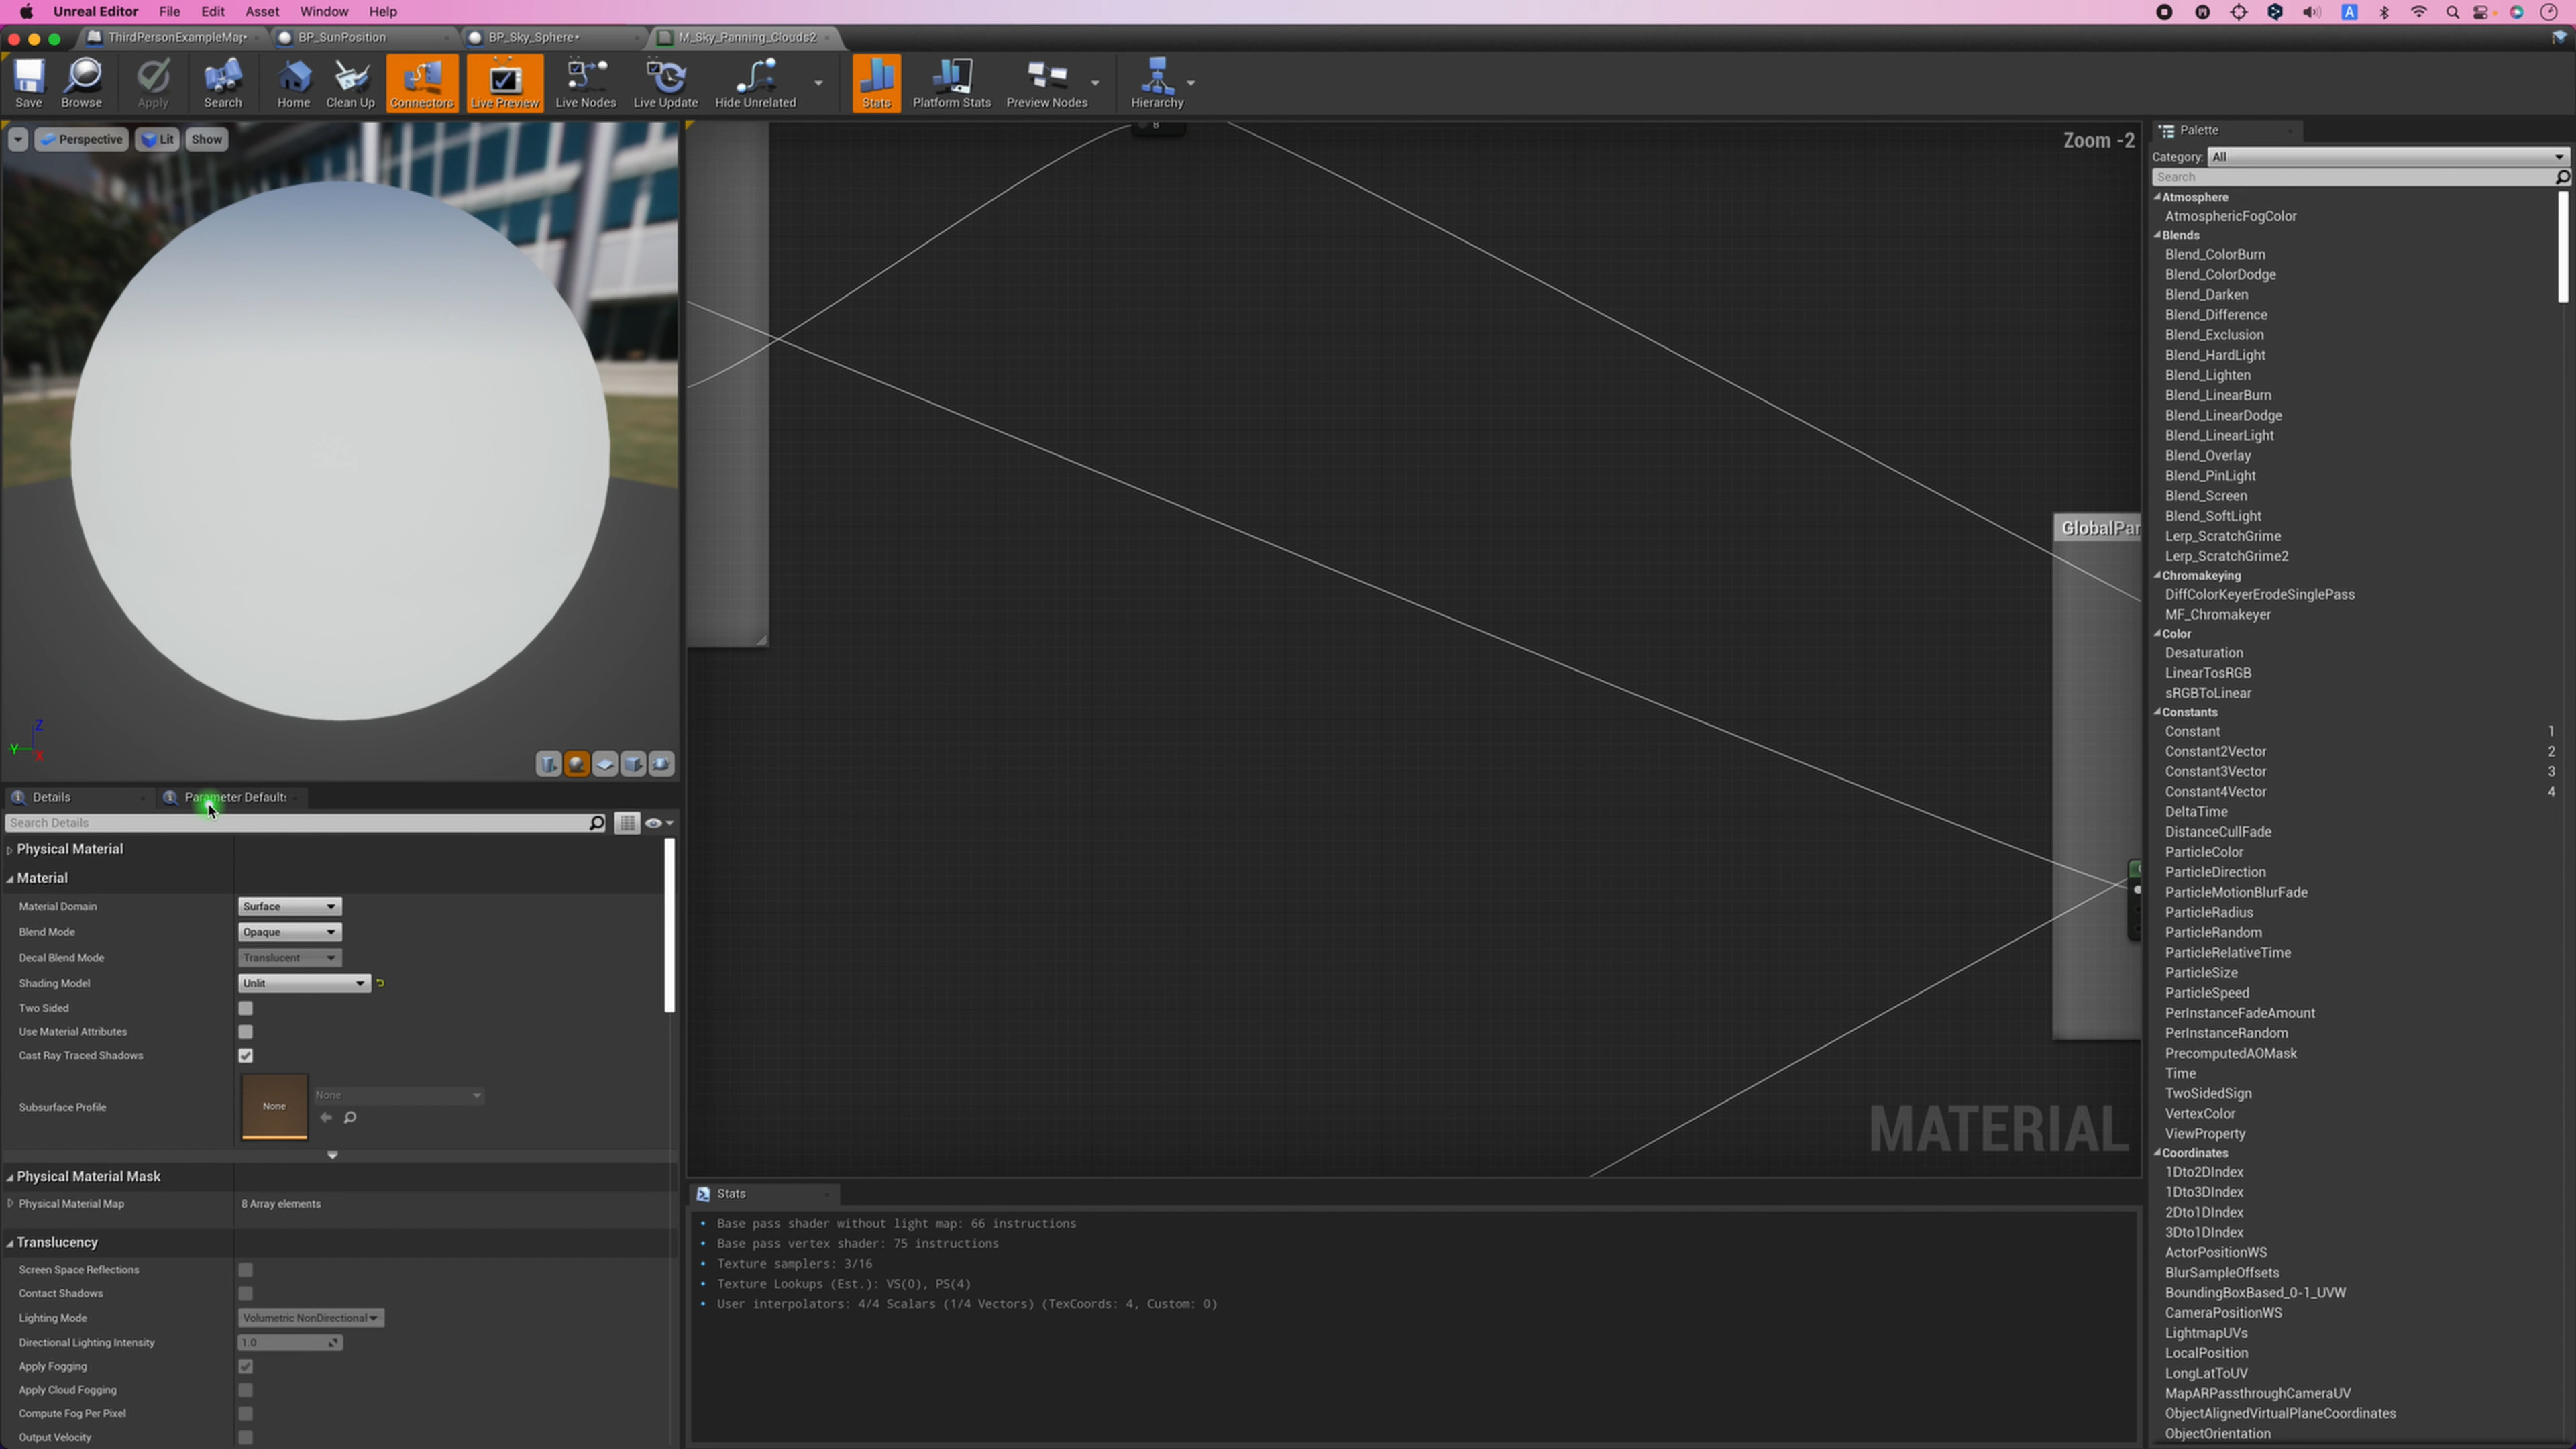 Unreal Editor File Edit Asset Window Help
ThirdPersonExampleMap• BP_SunPosition BP_Sky_Sphere• M_Sky_Panning_Clouds2
Save Browse Apply Search Home Clean Up Connectors Live Preview Live Nodes Live Update Hide Unrelated Stats Platform Stats Preview Nodes Hierarchy
Perspective Lit Show
B
Zoom -2
GlobalPar
MATERIAL
Z
Y
X
Details Parameter Defaults
Search Details
Physical Material
Material
Material Domain Surface
Blend Mode Opaque
Decal Blend Mode Translucent
Shading Model Unlit
Two Sided
Use Material Attributes
Cast Ray Traced Shadows
Subsurface Profile None None
Physical Material Mask
Physical Material Map 8 Array elements
Translucency
Screen Space Reflections
Contact Shadows
Lighting Mode Volumetric NonDirectional
Directional Lighting Intensity 1.0
Apply Fogging
Apply Cloud Fogging
Compute Fog Per Pixel
Output Velocity
Stats
Base pass shader without light map: 66 instructions
Base pass vertex shader: 75 instructions
Texture samplers: 3/16
Texture Lookups (Est.): VS(0), PS(4)
User interpolators: 4/4 Scalars (1/4 Vectors) (TexCoords: 4, Custom: 0)
Palette
Category: All
Search
Atmosphere
AtmosphericFogColor
Blends
Blend_ColorBurn
Blend_ColorDodge
Blend_Darken
Blend_Difference
Blend_Exclusion
Blend_HardLight
Blend_Lighten
Blend_LinearBurn
Blend_LinearDodge
Blend_LinearLight
Blend_Overlay
Blend_PinLight
Blend_Screen
Blend_SoftLight
Lerp_ScratchGrime
Lerp_ScratchGrime2
Chromakeying
DiffColorKeyerErodeSinglePass
MF_Chromakeyer
Color
Desaturation
LinearTosRGB
sRGBToLinear
Constants
Constant 1
Constant2Vector 2
Constant3Vector 3
Constant4Vector 4
DeltaTime
DistanceCullFade
ParticleColor
ParticleDirection
ParticleMotionBlurFade
ParticleRadius
ParticleRandom
ParticleRelativeTime
ParticleSize
ParticleSpeed
PerInstanceFadeAmount
PerInstanceRandom
PrecomputedAOMask
Time
TwoSidedSign
VertexColor
ViewProperty
Coordinates
1Dto2DIndex
1Dto3DIndex
2Dto1DIndex
3Dto1DIndex
ActorPositionWS
BlurSampleOffsets
BoundingBoxBased_0-1_UVW
CameraPositionWS
LightmapUVs
LocalPosition
LongLatToUV
MapARPassthroughCameraUV
ObjectAlignedVirtualPlaneCoordinates
ObjectOrientation